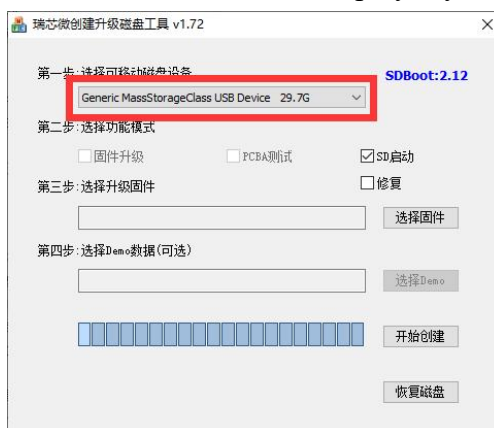 瑞芯微创建升级磁盘工具 v1.72
第一步:选择可移动磁盘设备
SDBoot:2.12
Generic MassStorageClass USB Device 29.7G
第二步:选择功能模式
固件升级 PCBA测试 SD启动
第三步:选择升级固件 修复
选择固件
第四步:选择Demo数据(可选)
选择Demo
开始创建
恢复磁盘